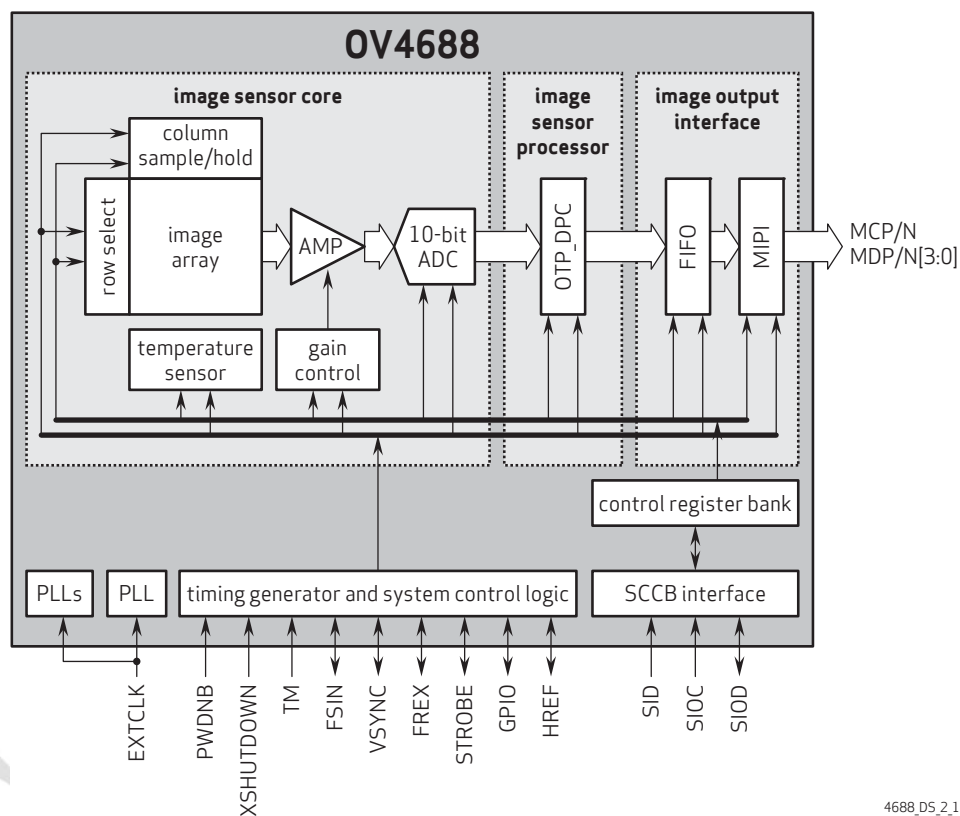 OV4688
image sensor core
image
sensor
processor
image output
interface
column
sample/hold
row select
image
array
AMP
10-bit
ADC
OTP_DPC
FIFO
MIPI
MCP/N
MDP/N[3:0]
temperature
sensor
gain
control
control register bank
PLLs
PLL
timing generator and system control logic
SCCB interface
EXTCLK
PWDNB
XSHUTDOWN
TM
FSIN
VSYNC
FREX
STROBE
GPIO
HREF
SID
SIOC
SIOD
4688_DS_2_1